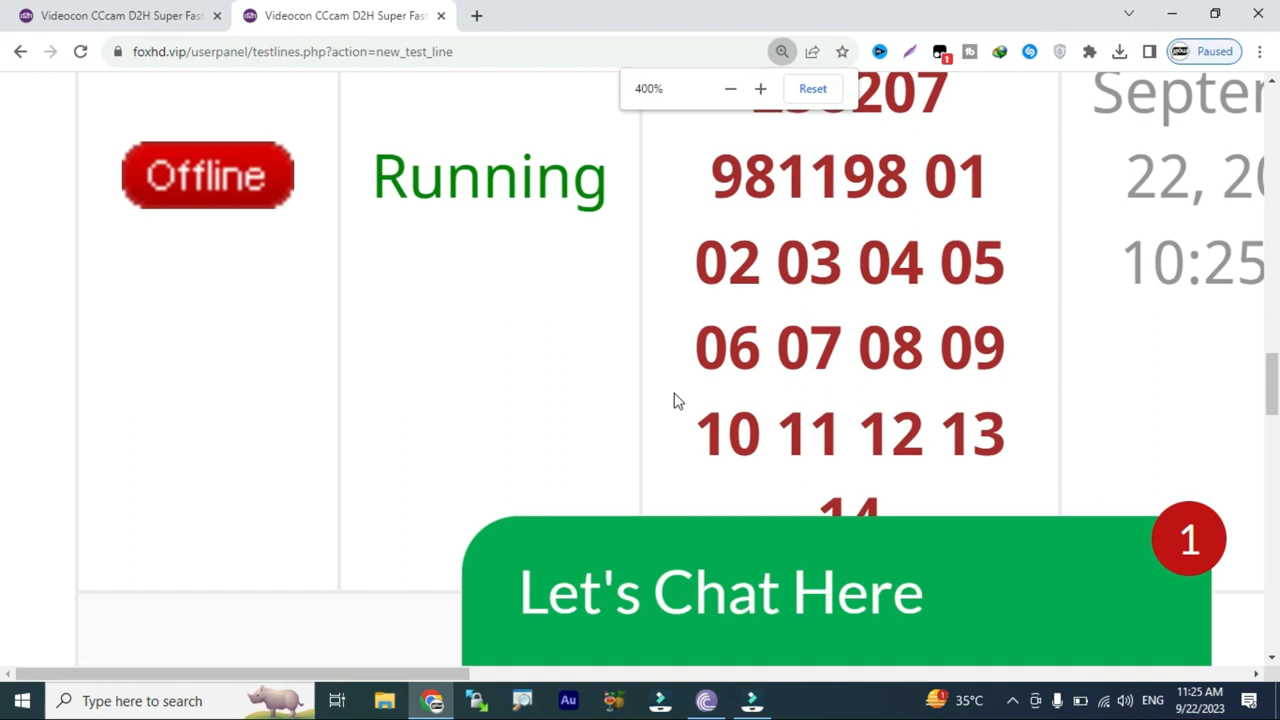 Videocon CCcam D2H Super Fast
Videocon CCcam D2H Super Fast
foxhd.vip/userpanel/testlines.php?action=new_test_line
1
Paused
400%
Reset
207
Offline
Running
981198 01
02 03 04 05
06 07 08 09
10 11 12 13
14
22, 20
10:25
Let's Chat Here
1
Type here to search
Au
1
35°C
ENG
11:25 AM
9/22/2023